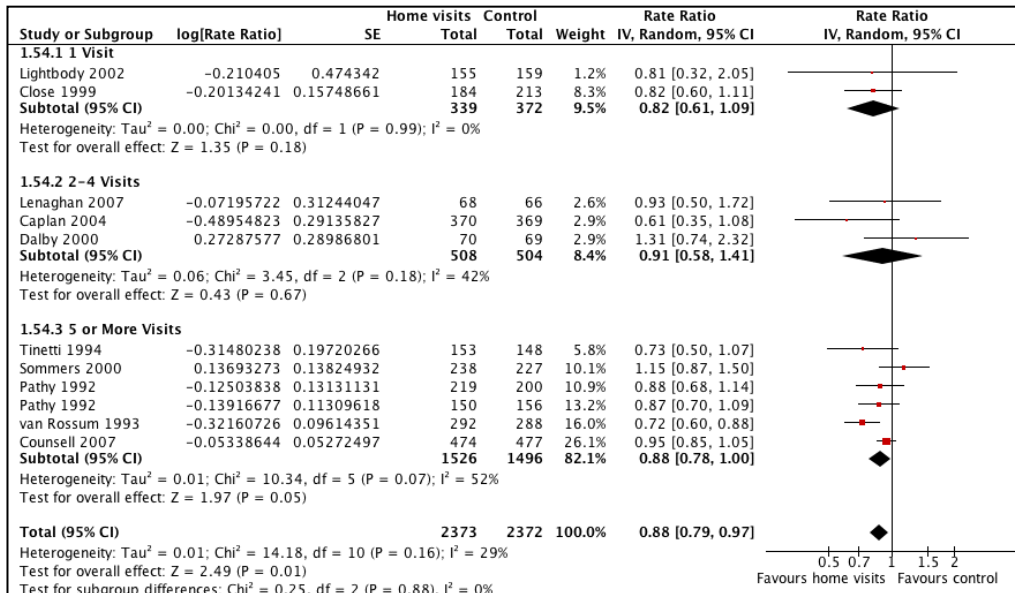 Home visits Control Rate Ratio Rate Ratio
Study or Subgroup log[Rate Ratio] SE Total Total Weight IV, Random, 95% CI IV, Random, 95% CI
1.54.1 1 Visit
Lightbody 2002 -0.210405 0.474342 155 159 1.2% 0.81 [0.32, 2.05]
Close 1999 -0.20134241 0.15748661 184 213 8.3% 0.82 [0.60, 1.11]
Subtotal (95% CI) 339 372 9.5% 0.82 [0.61, 1.09]
Heterogeneity: Tau² = 0.00; Chi² = 0.00, df = 1 (P = 0.99); I² = 0%
Test for overall effect: Z = 1.35 (P = 0.18)
1.54.2 2-4 Visits
Lenaghan 2007 -0.07195722 0.31244047 68 66 2.6% 0.93 [0.50, 1.72]
Caplan 2004 -0.48954823 0.29135827 370 369 2.9% 0.61 [0.35, 1.08]
Dalby 2000 0.27287577 0.28986801 70 69 2.9% 1.31 [0.74, 2.32]
Subtotal (95% CI) 508 504 8.4% 0.91 [0.58, 1.41]
Heterogeneity: Tau² = 0.06; Chi² = 3.45, df = 2 (P = 0.18); I² = 42%
Test for overall effect: Z = 0.43 (P = 0.67)
1.54.3 5 or More Visits
Tinetti 1994 -0.31480238 0.19720266 153 148 5.8% 0.73 [0.50, 1.07]
Sommers 2000 0.13693273 0.13824932 238 227 10.1% 1.15 [0.87, 1.50]
Pathy 1992 -0.12503838 0.13131131 219 200 10.9% 0.88 [0.68, 1.14]
Pathy 1992 -0.13916677 0.11309618 150 156 13.2% 0.87 [0.70, 1.09]
van Rossum 1993 -0.32160726 0.09614351 292 288 16.0% 0.72 [0.60, 0.88]
Counsell 2007 -0.05338644 0.05272497 474 477 26.1% 0.95 [0.85, 1.05]
Subtotal (95% CI) 1526 1496 82.1% 0.88 [0.78, 1.00]
Heterogeneity: Tau² = 0.01; Chi² = 10.34, df = 5 (P = 0.07); I² = 52%
Test for overall effect: Z = 1.97 (P = 0.05)
Total (95% CI) 2373 2372 100.0% 0.88 [0.79, 0.97]
Heterogeneity: Tau² = 0.01; Chi² = 14.18, df = 10 (P = 0.16); I² = 29%
Test for overall effect: Z = 2.49 (P = 0.01)
Test for subgroup differences: Chi² = 0.25, df = 2 (P = 0.88), I² = 0%
0.5 0.7 1 1.5 2
Favours home visits Favours control